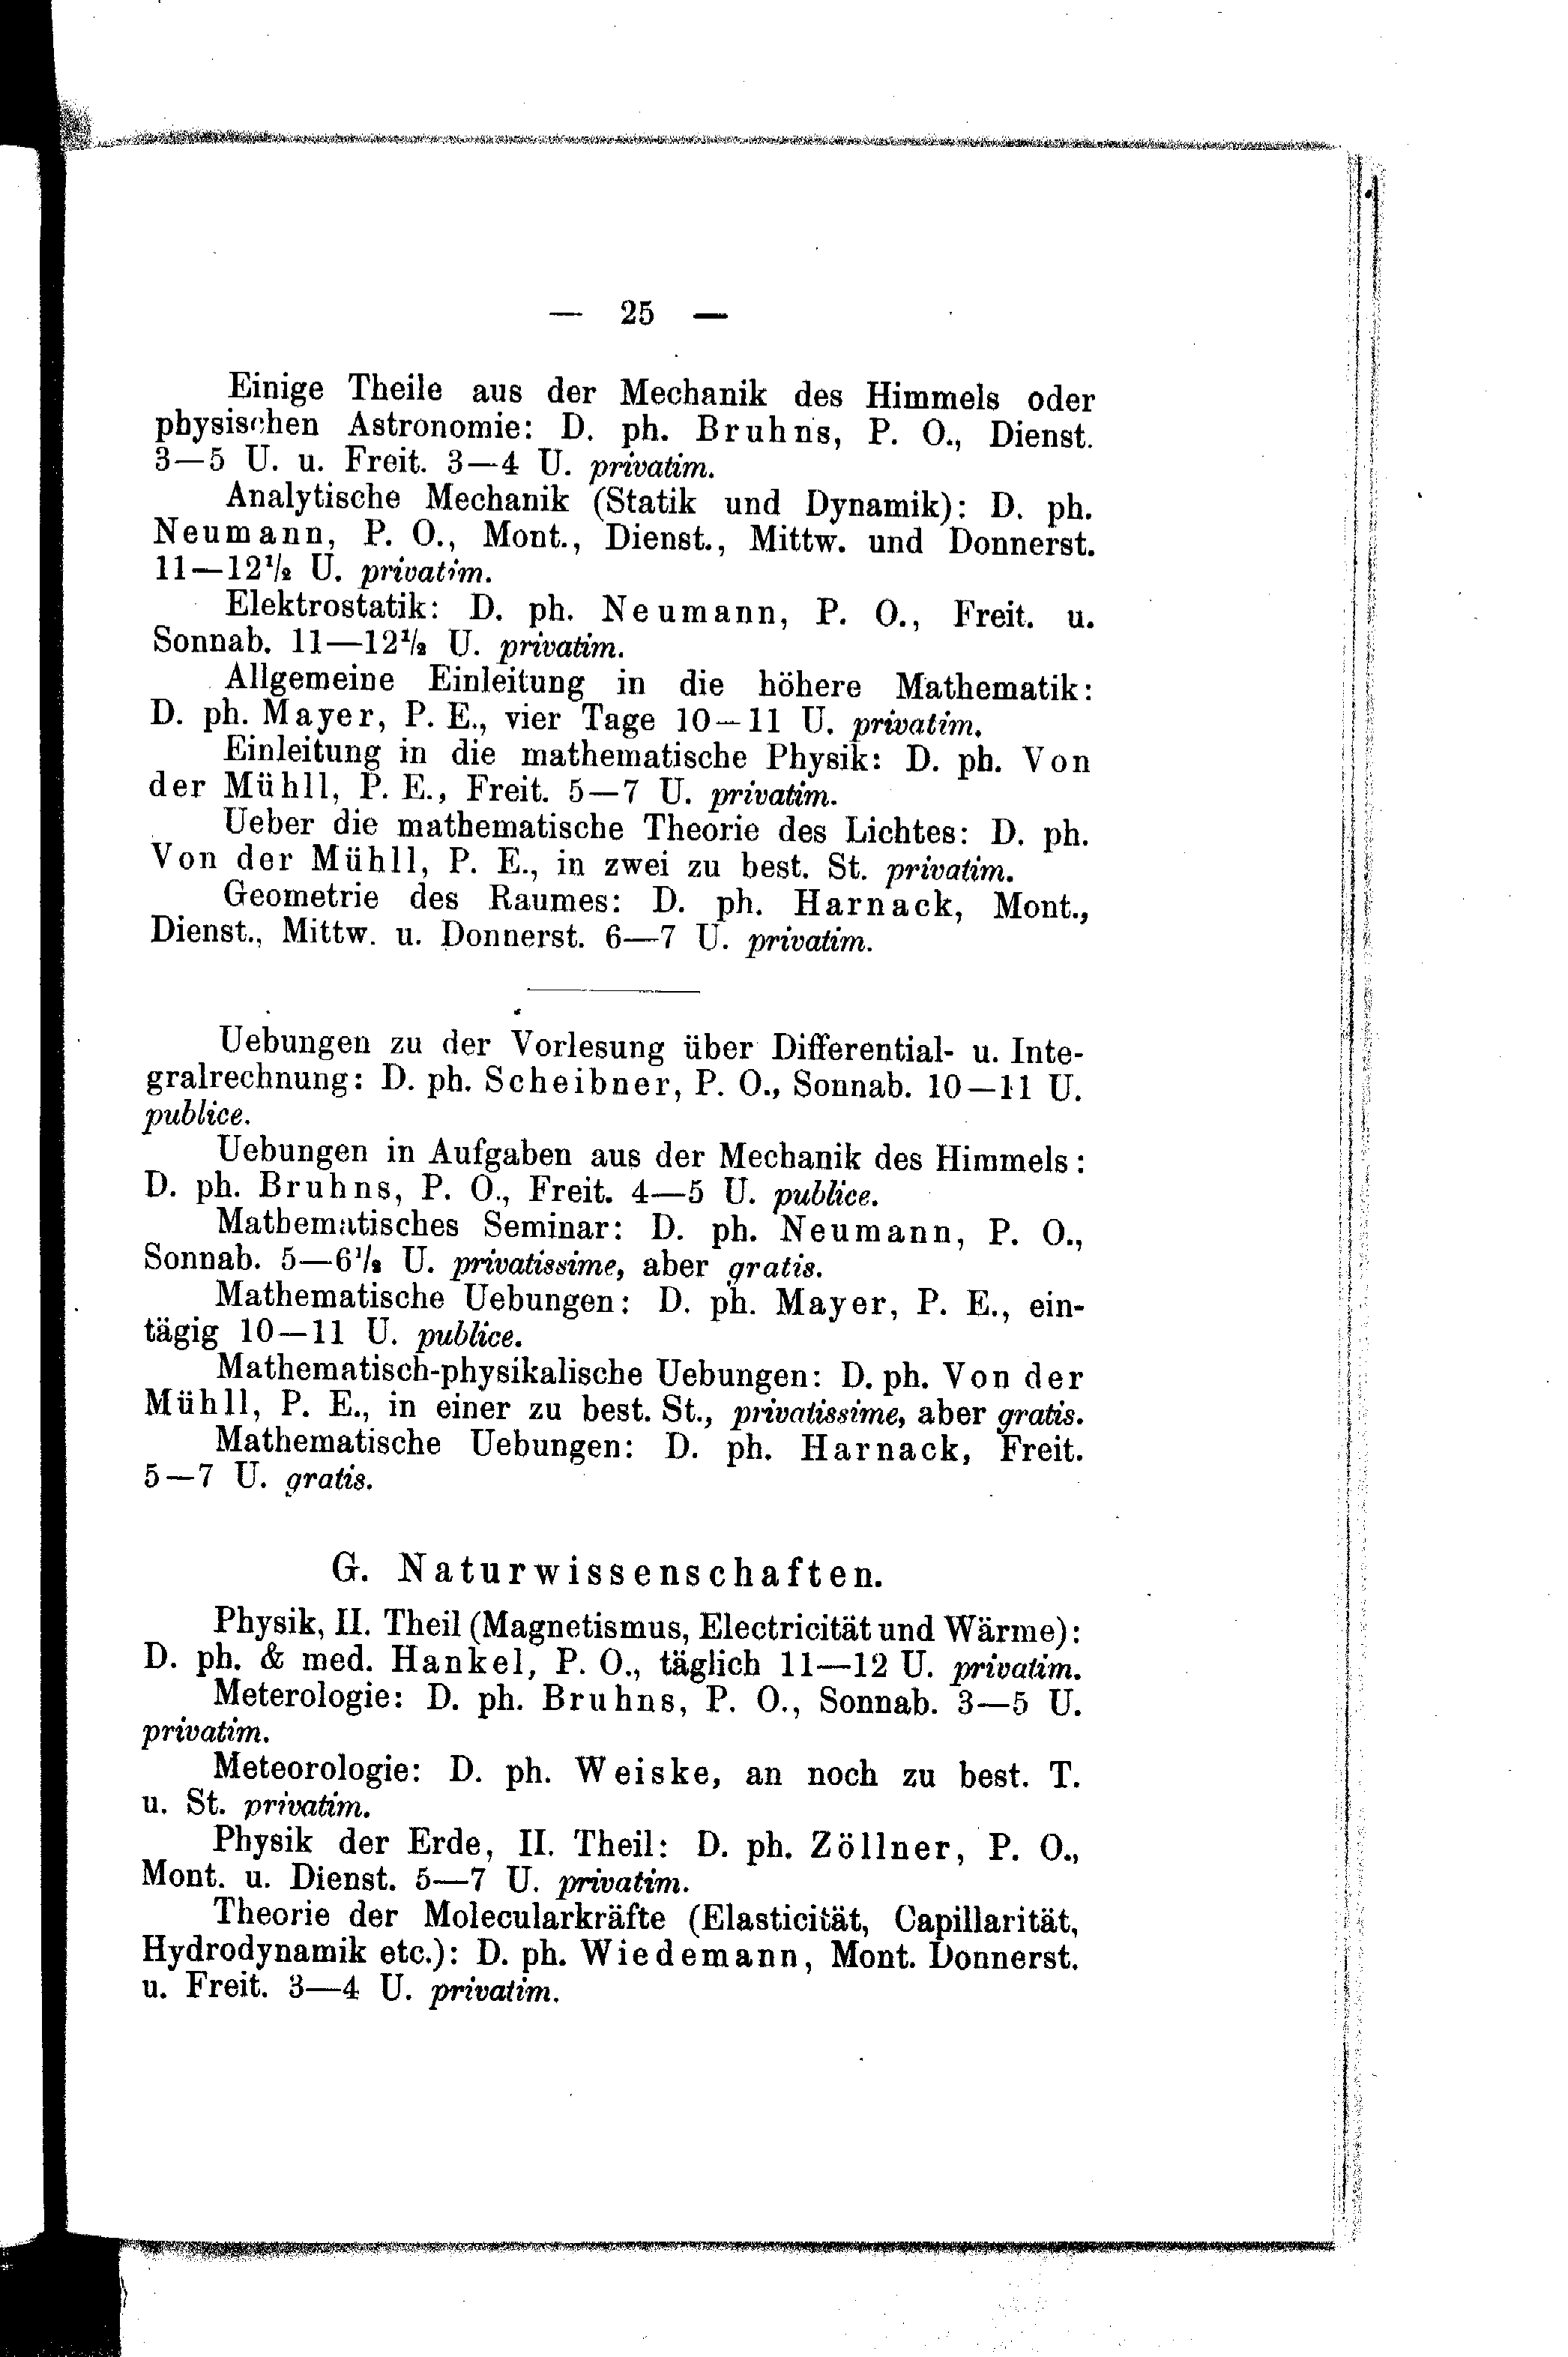 — 25 —
Einige Theile aus der Mechanik des Himmels oder
physischen Astronomie: D. ph. Bruhns, P. O., Dienst.
3—5 U. u. Freit. 3—4 U. privatim.
Analytische Mechanik (Statik und Dynamik): D. ph.
Neumann, P. O., Mont., Dienst., Mittw. und Donnerst.
11—12½ U. privatim.
Elektrostatik: D. ph. Neumann, P. O., Freit. u.
Sonnab. 11—12½ U. privatim.
Allgemeine Einleitung in die höhere Mathematik:
D. ph. Mayer, P. E., vier Tage 10—11 U. privatim.
Einleitung in die mathematische Physik: D. ph. Von
der Mühll, P. E., Freit. 5—7 U. privatim.
Ueber die mathematische Theorie des Lichtes: D. ph.
Von der Mühll, P. E., in zwei zu best. St. privatim.
Geometrie des Raumes: D. ph. Harnack, Mont.,
Dienst., Mittw. u. Donnerst. 6—7 U. privatim.
Uebungen zu der Vorlesung über Differential- u. Inte-
gralrechnung: D. ph. Scheibner, P. O., Sonnab. 10—11 U.
publice.
Uebungen in Aufgaben aus der Mechanik des Himmels:
D. ph. Bruhns, P. O., Freit. 4—5 U. publice.
Mathematisches Seminar: D. ph. Neumann, P. O.,
Sonnab. 5—6½ U. privatissime, aber gratis.
Mathematische Uebungen: D. ph. Mayer, P. E., ein-
tägig 10—11 U. publice.
Mathematisch-physikalische Uebungen: D. ph. Von der
Mühll, P. E., in einer zu best. St., privatissime, aber gratis.
Mathematische Uebungen: D. ph. Harnack, Freit.
5—7 U. gratis.
G. Naturwissenschaften.
Physik, II. Theil (Magnetismus, Electricität und Wärme):
D. ph. & med. Hankel, P. O., täglich 11—12 U. privatim.
Meterologie: D. ph. Bruhns, P. O., Sonnab. 3—5 U.
privatim.
Meteorologie: D. ph. Weiske, an noch zu best. T.
u. St. privatim.
Physik der Erde, II. Theil: D. ph. Zöllner, P. O.,
Mont. u. Dienst. 5—7 U. privatim.
Theorie der Molecularkräfte (Elasticität, Capillarität,
Hydrodynamik etc.): D. ph. Wiedemann, Mont. Donnerst.
u. Freit. 3—4 U. privatim.